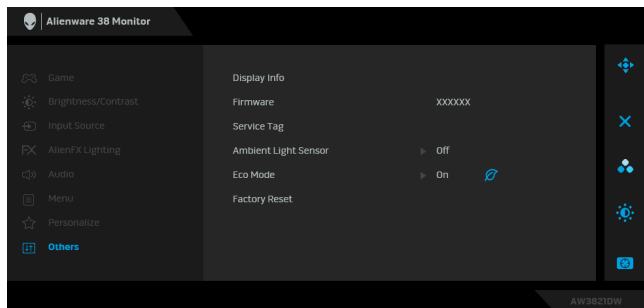 Alienware 38 Monitor
Game
Brightness/Contrast
Input Source
AlienFX Lighting
Audio
Menu
Personalize
Others
Display Info
Firmware XXXXXX
Service Tag
Ambient Light Sensor Off
Eco Mode On
Factory Reset
AW3821DW